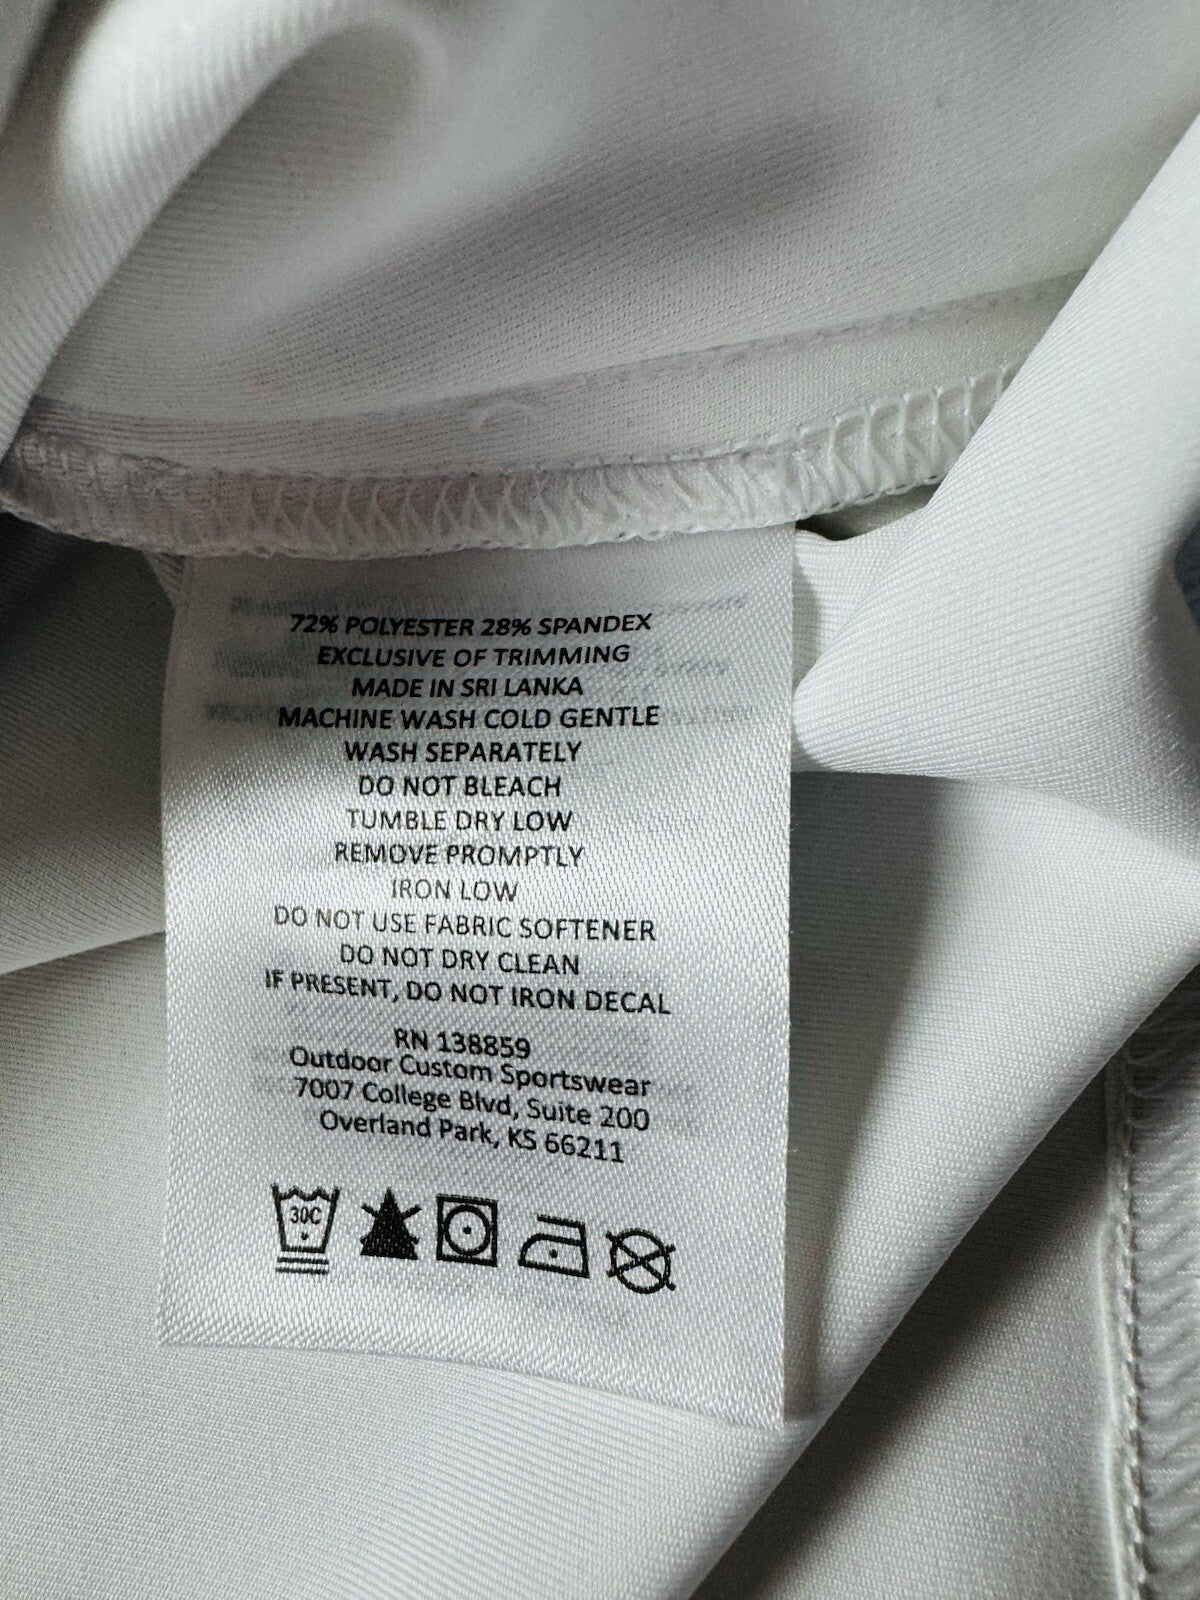 72% POLYESTER 28% SPANDEX
EXCLUSIVE OF TRIMMING
MADE IN SRI LANKA
MACHINE WASH COLD GENTLE
WASH SEPARATELY
DO NOT BLEACH
TUMBLE DRY LOW
REMOVE PROMPTLY
IRON LOW
DO NOT USE FABRIC SOFTENER
DO NOT DRY CLEAN
IF PRESENT, DO NOT IRON DECAL
RN 138859
Outdoor Custom Sportswear
7007 College Blvd, Suite 200
Overland Park, KS 66211
30C